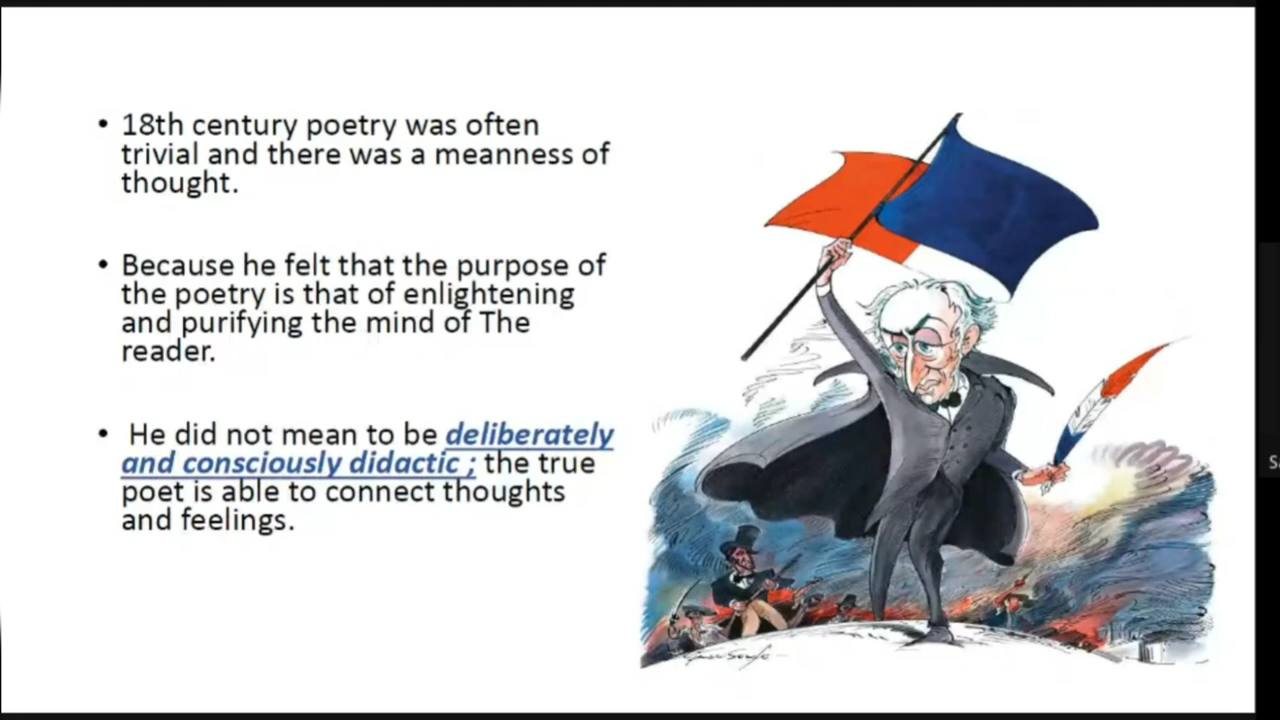 • 18th century poetry was often
trivial and there was a meanness of
thought.
• Because he felt that the purpose of
the poetry is that of enlightening
and purifying the mind of The
reader.
• He did not mean to be deliberately
and consciously didactic ; the true
poet is able to connect thoughts
and feelings.